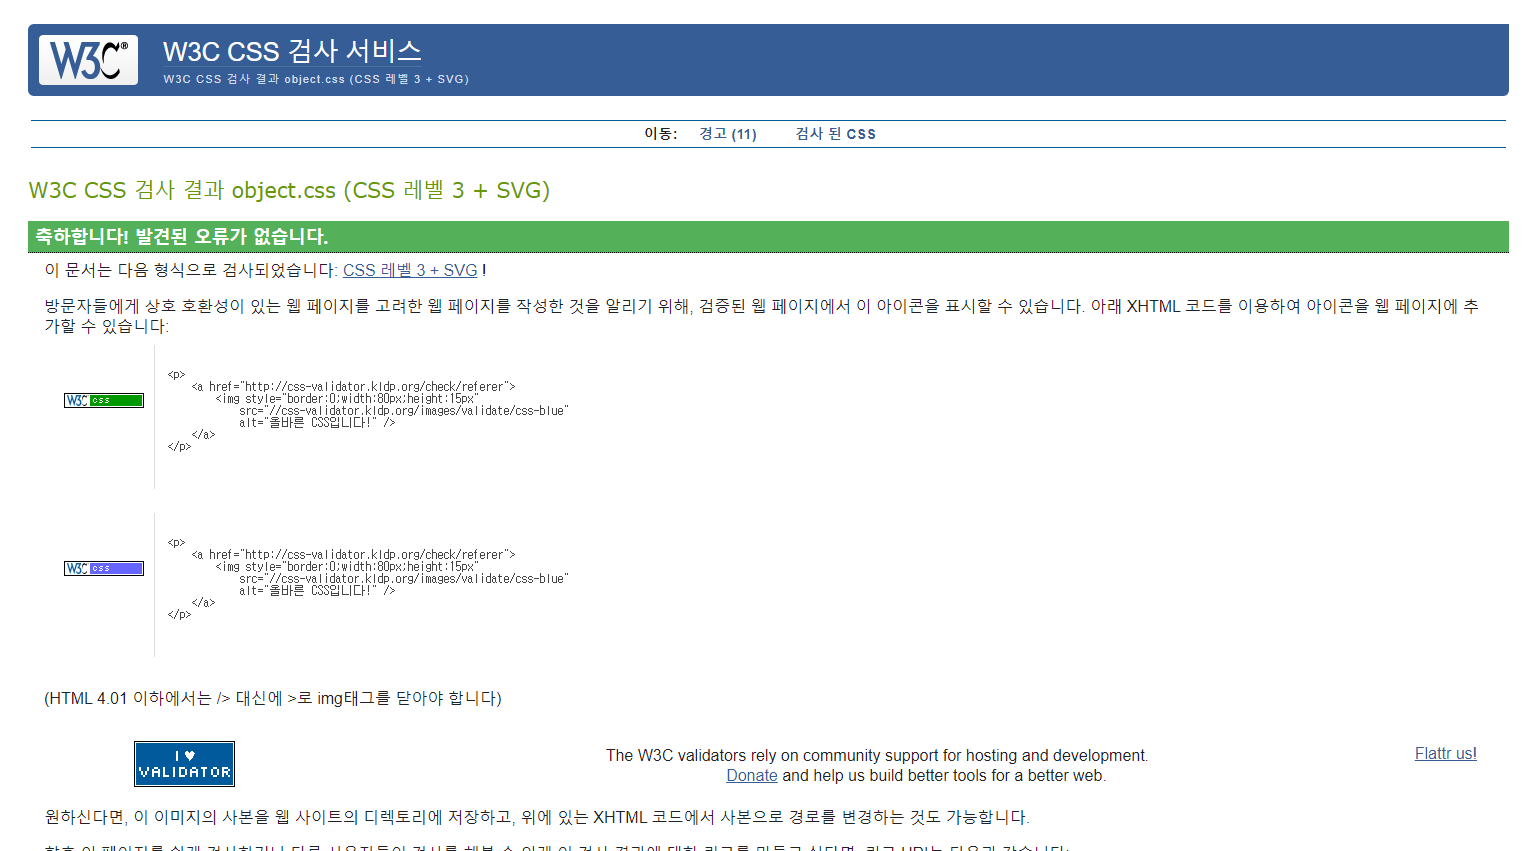 W3C®
W3C CSS 검사 서비스
W3C CSS 검사 결과 object.css (CSS 레벨 3 + SVG)
이동: 경고 (11) 검사 된 CSS
W3C CSS 검사 결과 object.css (CSS 레벨 3 + SVG)
축하합니다! 발견된 오류가 없습니다.
이 문서는 다음 형식으로 검사되었습니다: CSS 레벨 3 + SVG !
방문자들에게 상호 호환성이 있는 웹 페이지를 고려한 웹 페이지를 작성한 것을 알리기 위해, 검증된 웹 페이지에서 이 아이콘을 표시할 수 있습니다. 아래 XHTML 코드를 이용하여 아이콘을 웹 페이지에 추
가할 수 있습니다:
W3C css
<p>
<a href="http://css-validator.kldp.org/check/referer">
<img style="border:0;width:80px;height:15px"
src="//css-validator.kldp.org/images/validate/css-blue"
alt="올바른 CSS입니다!" />
</a>
</p>
W3C css
<p>
<a href="http://css-validator.kldp.org/check/referer">
<img style="border:0;width:80px;height:15px"
src="//css-validator.kldp.org/images/validate/css-blue"
alt="올바른 CSS입니다!" />
</a>
</p>
(HTML 4.01 이하에서는 /> 대신에 >로 img태그를 닫아야 합니다)
I ♥
VALIDATOR
The W3C validators rely on community support for hosting and development.
Donate and help us build better tools for a better web.
Flattr us!
원하신다면, 이 이미지의 사본을 웹 사이트의 디렉토리에 저장하고, 위에 있는 XHTML 코드에서 사본으로 경로를 변경하는 것도 가능합니다.